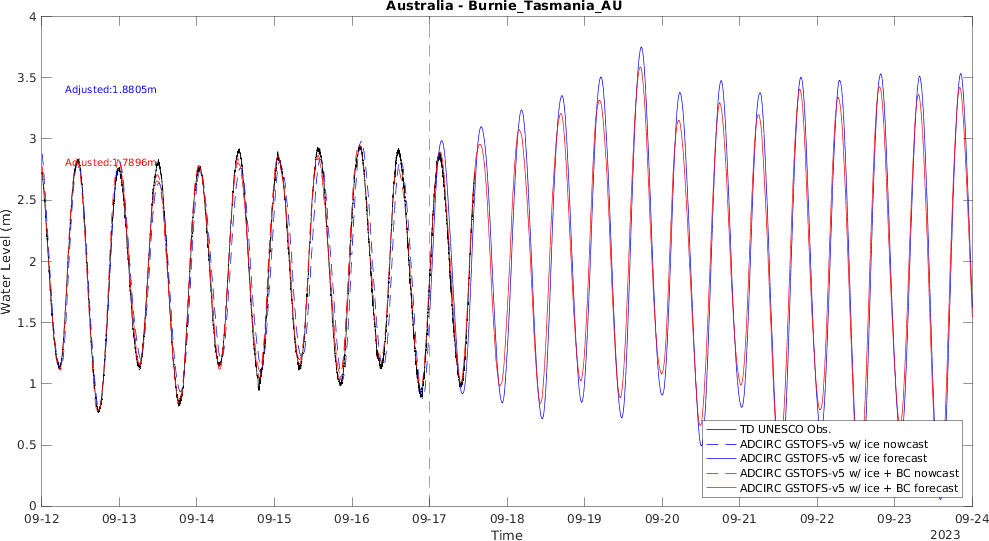 Australia - Burnie_Tasmania_AU
4
3.5
3
2.5
2
1.5
1
0.5
0
Water Level (m)
Adjusted:1.8805m
Adjusted:1.7896m
TD UNESCO Obs.
ADCIRC GSTOFS-v5 w/ ice nowcast
ADCIRC GSTOFS-v5 w/ ice forecast
ADCIRC GSTOFS-v5 w/ ice + BC nowcast
ADCIRC GSTOFS-v5 w/ ice + BC forecast
09-12 09-13 09-14 09-15 09-16 09-17 09-18 09-19 09-20 09-21 09-22 09-23 09-24
Time
2023